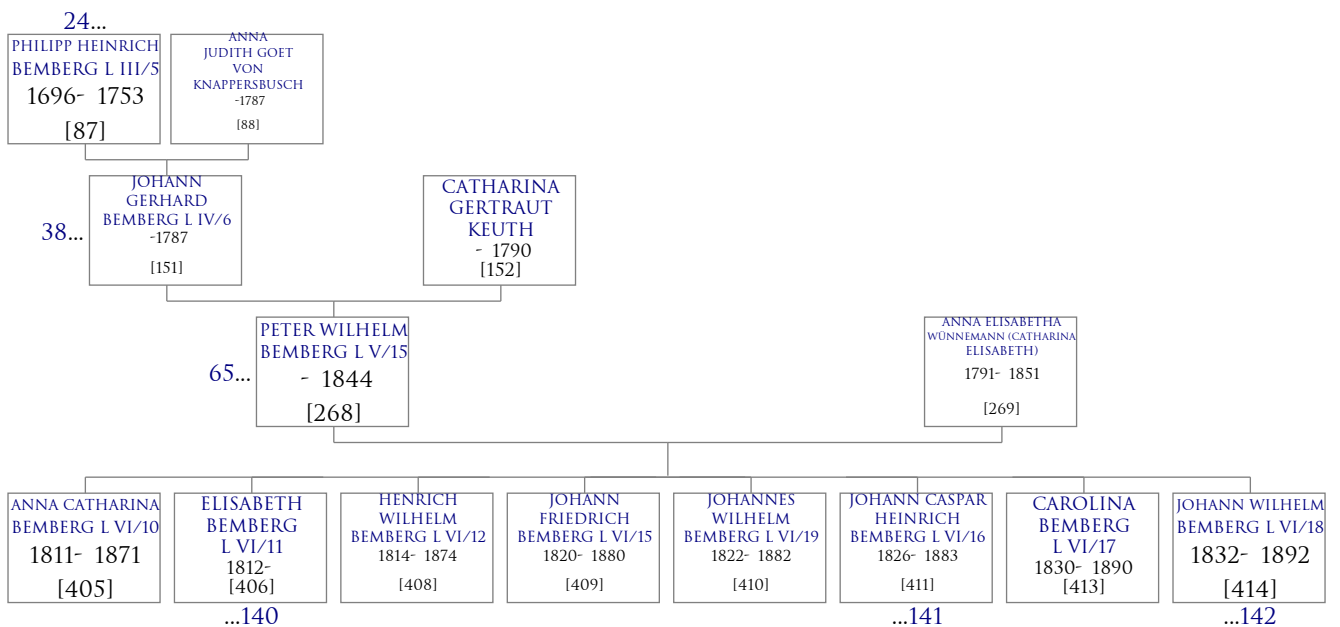 24...
PHILIPP HEINRICH
BEMBERG L III/5
1696- 1753
[87]
ANNA
JUDITH GOET
VON
KNAPPERSBUSCH
-1787
[88]
38...
JOHANN
GERHARD
BEMBERG L IV/6
-1787
[151]
CATHARINA
GERTRAUT
KEUTH
- 1790
[152]
65...
PETER WILHELM
BEMBERG L V/15
- 1844
[268]
ANNA ELISABETHA
WÜNNEMANN (CATHARINA
ELISABETH)
1791- 1851
[269]
ANNA CATHARINA
BEMBERG L VI/10
1811- 1871
[405]
ELISABETH
BEMBERG
L VI/11
1812-
[406]
...140
HENRICH
WILHELM
BEMBERG L VI/12
1814- 1874
[408]
JOHANN
FRIEDRICH
BEMBERG L VI/15
1820- 1880
[409]
JOHANNES
WILHELM
BEMBERG L VI/19
1822- 1882
[410]
JOHANN CASPAR
HEINRICH
BEMBERG L VI/16
1826- 1883
[411]
...141
CAROLINA
BEMBERG
L VI/17
1830- 1890
[413]
JOHANN WILHELM
BEMBERG L VI/18
1832- 1892
[414]
...142